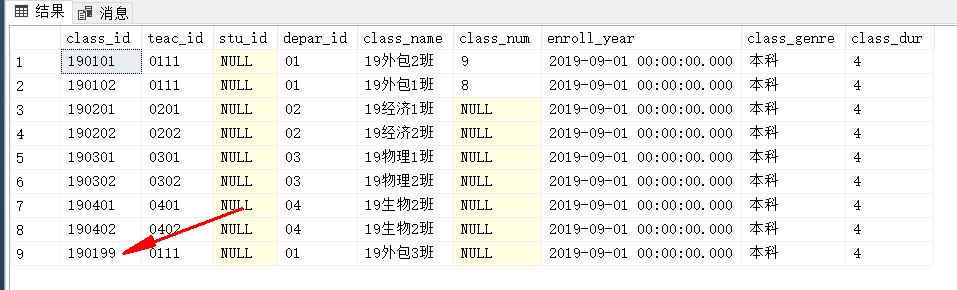 结果 消息
class_id teac_id stu_id depar_id class_name class_num enroll_year class_genre class_dur
1 190101 0111 NULL 01 19外包2班 9 2019-09-01 00:00:00.000 本科 4
2 190102 0111 NULL 01 19外包1班 8 2019-09-01 00:00:00.000 本科 4
3 190201 0201 NULL 02 19经济1班 NULL 2019-09-01 00:00:00.000 本科 4
4 190202 0202 NULL 02 19经济2班 NULL 2019-09-01 00:00:00.000 本科 4
5 190301 0301 NULL 03 19物理1班 NULL 2019-09-01 00:00:00.000 本科 4
6 190302 0302 NULL 03 19物理2班 NULL 2019-09-01 00:00:00.000 本科 4
7 190401 0401 NULL 04 19生物2班 NULL 2019-09-01 00:00:00.000 本科 4
8 190402 0402 NULL 04 19生物2班 NULL 2019-09-01 00:00:00.000 本科 4
9 190199 0111 NULL 01 19外包3班 NULL 2019-09-01 00:00:00.000 本科 4